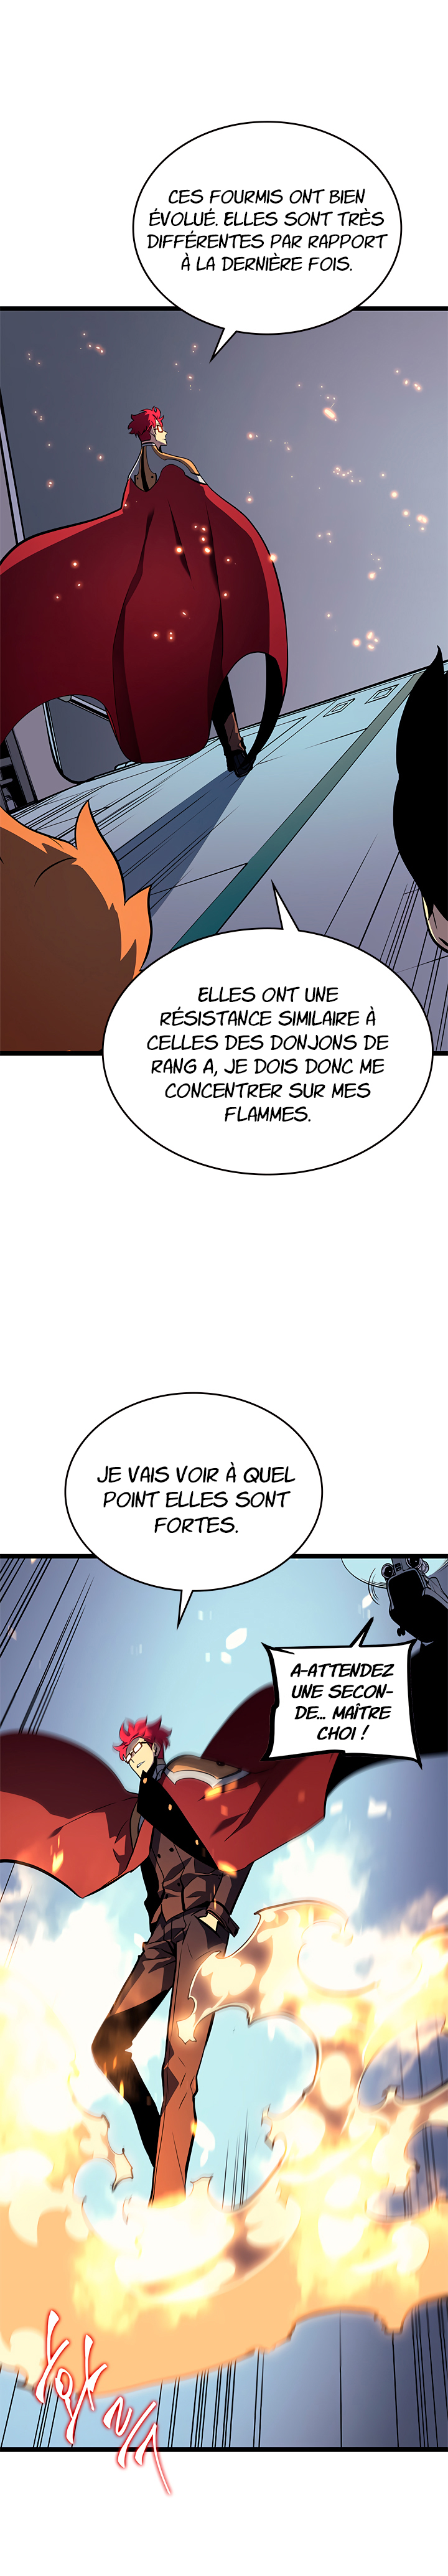 CES FOURMIS ONT BIEN
ÉVOLUÉ. ELLES SONT TRÈS
DIFFÉRENTES PAR RAPPORT
À LA DERNIÈRE FOIS.
ELLES ONT UNE
RÉSISTANCE SIMILAIRE À
CELLES DES DONJONS DE
RANG A, JE DOIS DONC ME
CONCENTRER SUR MES
FLAMMES.
JE VAIS VOIR À QUEL
POINT ELLES SONT
FORTES.
A-ATTENDEZ
UNE SECON-
DE... MAÎTRE
CHOI !